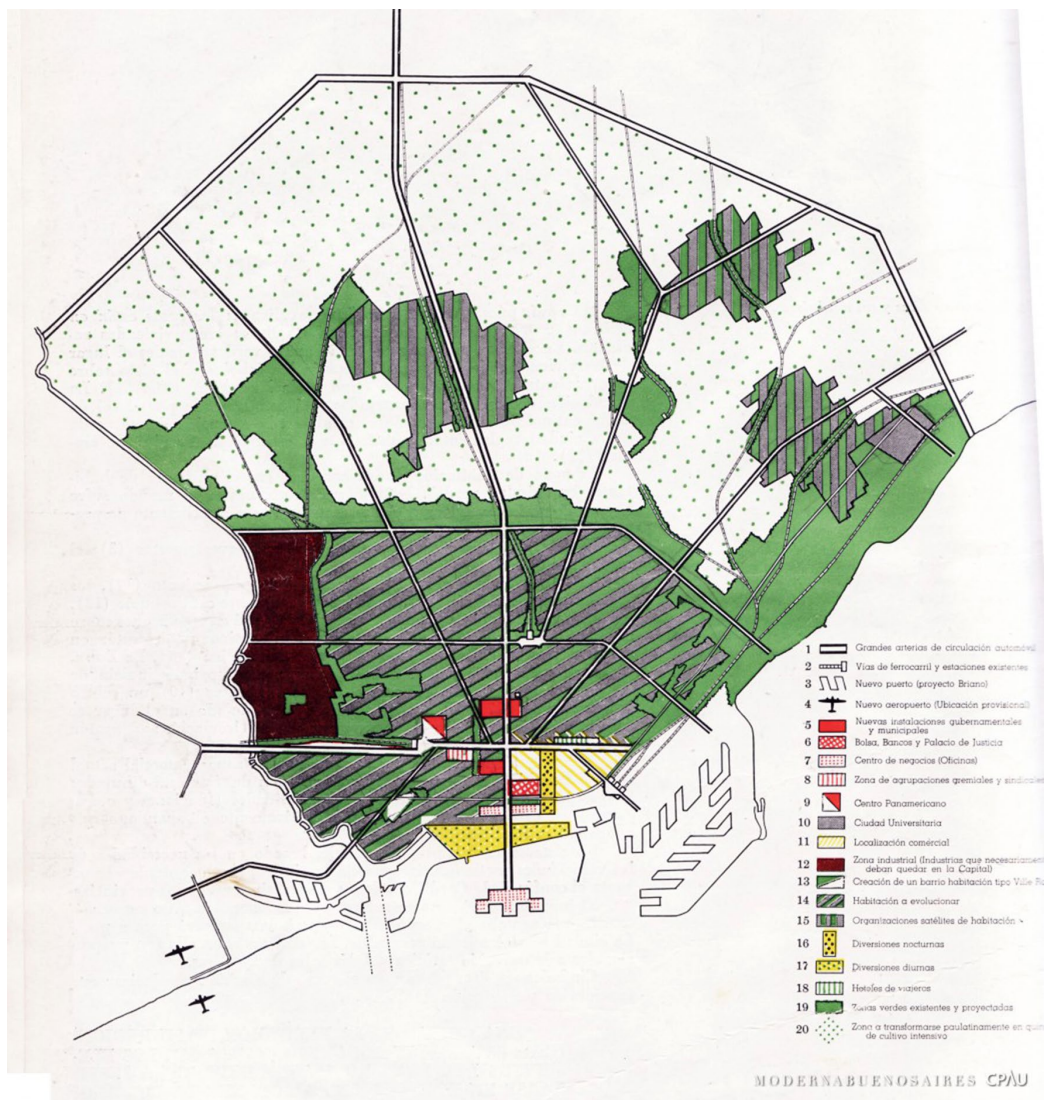 1 Grandes arterias de circulación automóvil
2 Vías de ferrocarril y estaciones existentes
3 Nuevo puerto (proyecto Briano)
4 Nuevo aeropuerto (Ubicación provisional)
5 Nuevas instalaciones gubernamentales
y municipales
6 Bolsa, Bancos y Palacio de Justicia
7 Centro de negocios (Oficinas)
8 Zona de agrupaciones gremiales y sindicales
9 Centro Panamericano
10 Ciudad Universitaria
11 Localización comercial
12 Zona industrial (Industrias que necesariamen
deban quedar en la Capital)
13 Creación de un barrio habitación tipo Ville
14 Habitación a evolucionar
15 Organizaciones satélites de habitación
16 Diversiones nocturnas
17 Diversiones diurnas
18 Hoteles de viajeros
19 Zonas verdes existentes y proyectadas
20 Zona a transformarse paulatinamente en
de cultivo intensivo
MODERNABUENOSAIRES CPAU